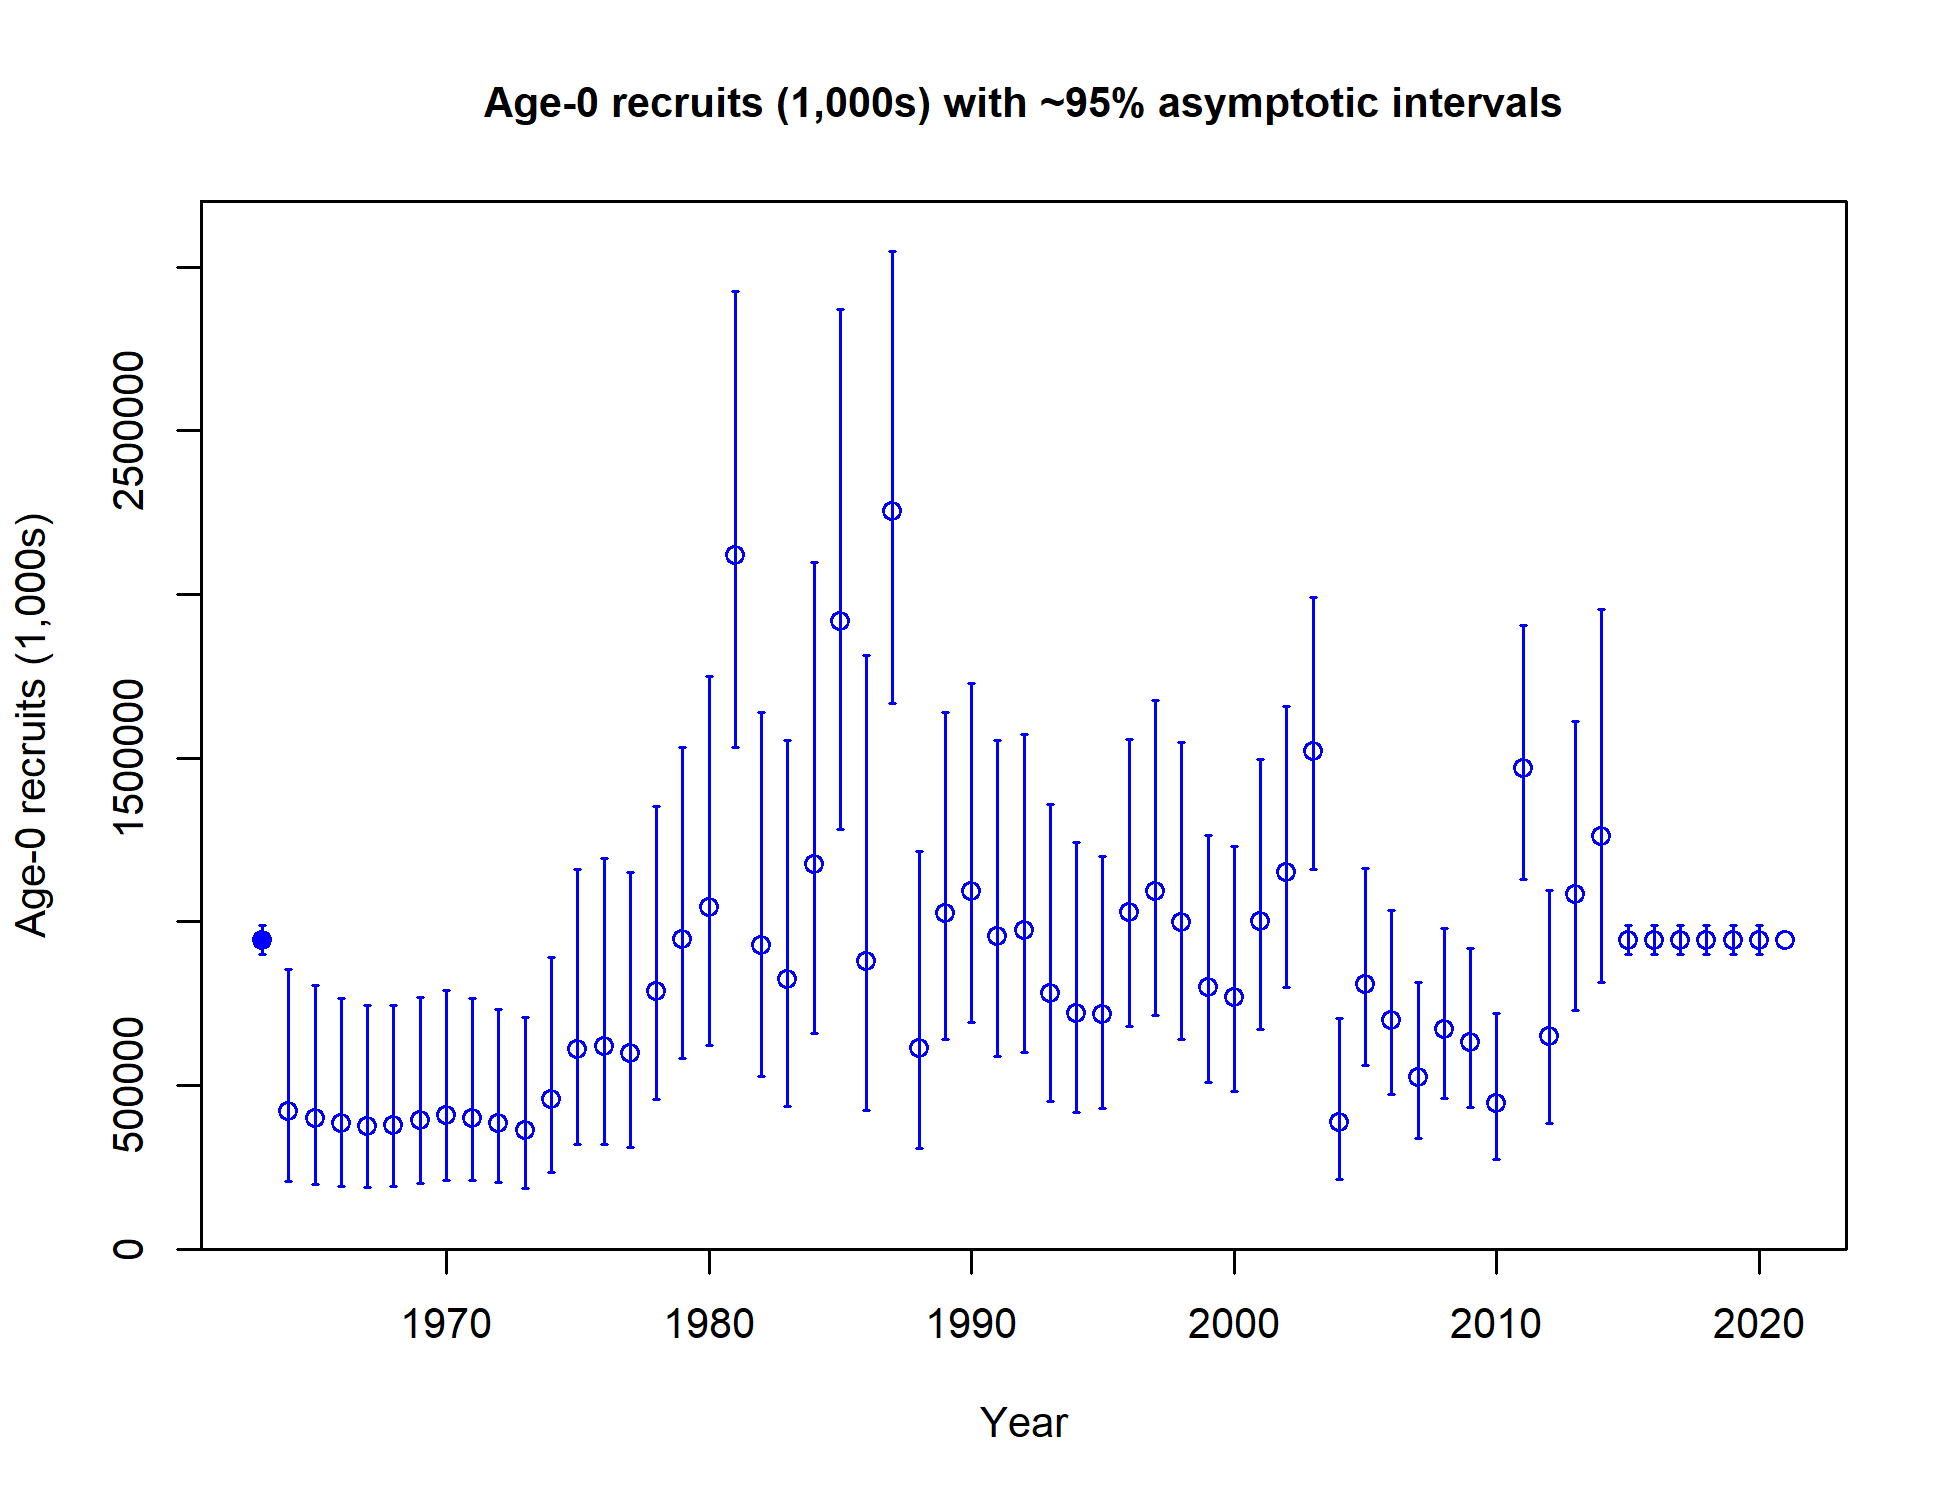 Age-0 recruits (1,000s) with ~95% asymptotic intervals
Age-0 recruits (1,000s)
2500000
1500000
500000
0
1970 1980 1990 2000 2010 2020
Year